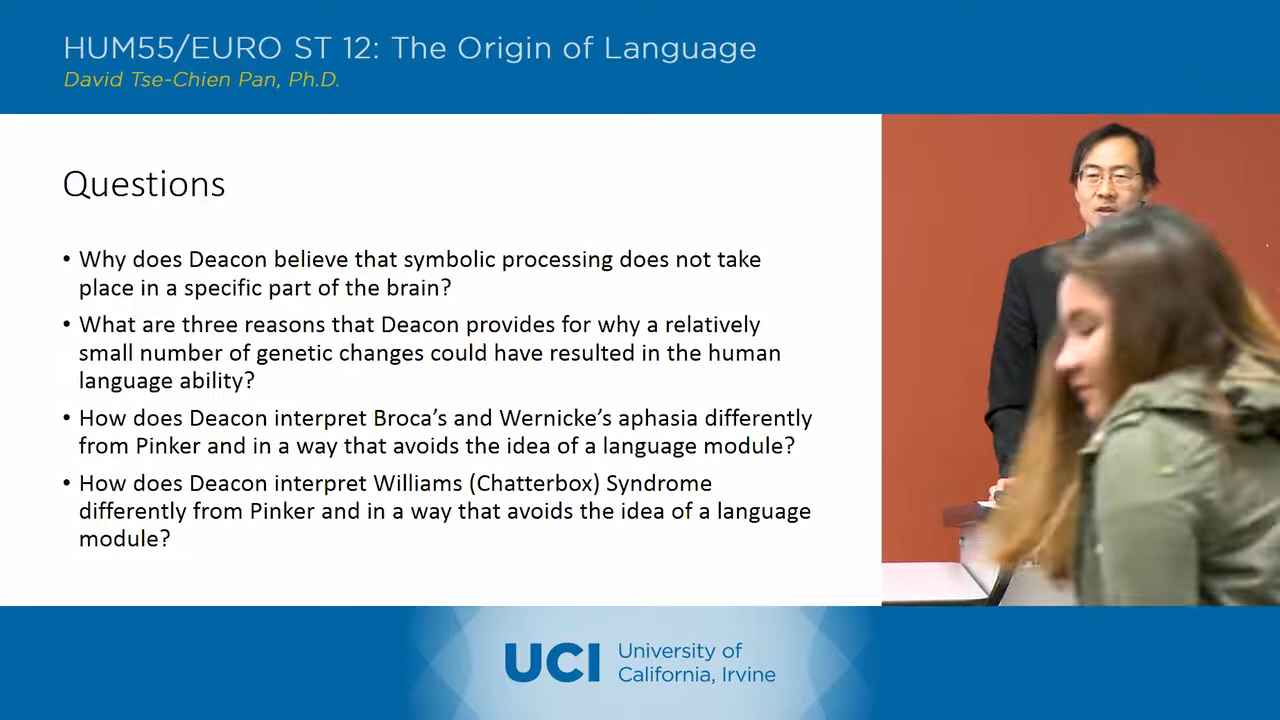 HUM55/EURO ST 12: The Origin of Language
David Tse-Chien Pan, Ph.D.
Questions
• Why does Deacon believe that symbolic processing does not take
place in a specific part of the brain?
• What are three reasons that Deacon provides for why a relatively
small number of genetic changes could have resulted in the human
language ability?
• How does Deacon interpret Broca’s and Wernicke’s aphasia differently
from Pinker and in a way that avoids the idea of a language module?
• How does Deacon interpret Williams (Chatterbox) Syndrome
differently from Pinker and in a way that avoids the idea of a language
module?
UCI
University of
California, Irvine